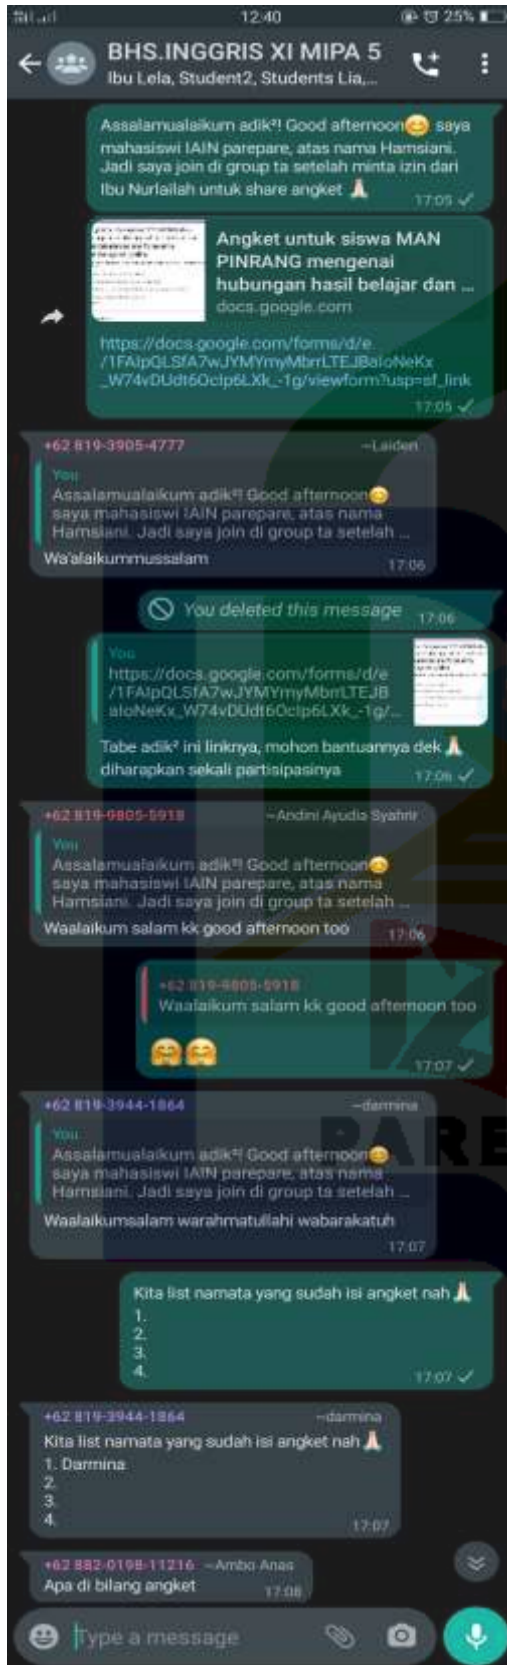 12:40
25%
BHS.INGGRIS XI MIPA 5
Ibu Lela, Student2, Students Lia,...
Assalamualaikum adik²! Good afternoon😊 saya
mahasiswi IAIN parepare, atas nama Hamsiani.
Jadi saya join di group ta setelah minta izin dari
Ibu Nurlailah untuk share angket 🙏🏻
17:05
Angket untuk siswa MAN
PINRANG mengenai
hubungan hasil belajar dan ...
docs.google.com
https://docs.google.com/forms/d/e
17:05
+62 819-3905-4777 ~Laiden
You
Assalamualaikum adik²! Good afternoon😊
saya mahasiswi IAIN parepare, atas nama
Hamsiani. Jadi saya join di group ta setelah ...
Wa'alaikummussalam
17:06
You deleted this message 17:06
You
https://docs.google.com/forms/d/e
Tabe adik² ini linknya, mohon bantuannya dek 🙏🏻
diharapkan sekali partisipasinya
17:06
+62 819-9805-5918 ~Andini Ayudia Syahrir
You
Assalamualaikum adik²! Good afternoon😊
saya mahasiswi IAIN parepare, atas nama
Hamsiani. Jadi saya join di group ta setelah ...
Waalaikum salam kk good afternoon too
17:06
+62 819-9805-5918
Waalaikum salam kk good afternoon too
🤗🤗
17:07
+62 819-3944-1864 ~darmina
You
Assalamualaikum adik²! Good afternoon😊
saya mahasiswi IAIN parepare, atas nama
Hamsiani. Jadi saya join di group ta setelah ...
Waalaikumsalam warahmatullahi wabarakatuh
17:07
PARE
Kita list namata yang sudah isi angket nah 🙏🏻
1.
2.
3.
4.
17:07
+62 819-3944-1864 ~darmina
Kita list namata yang sudah isi angket nah 🙏🏻
1. Darmina
2.
3.
4.
17:07
+62 882-0198-11216 ~Ambo Anas
Apa di bilang angket
17:08
Type a message